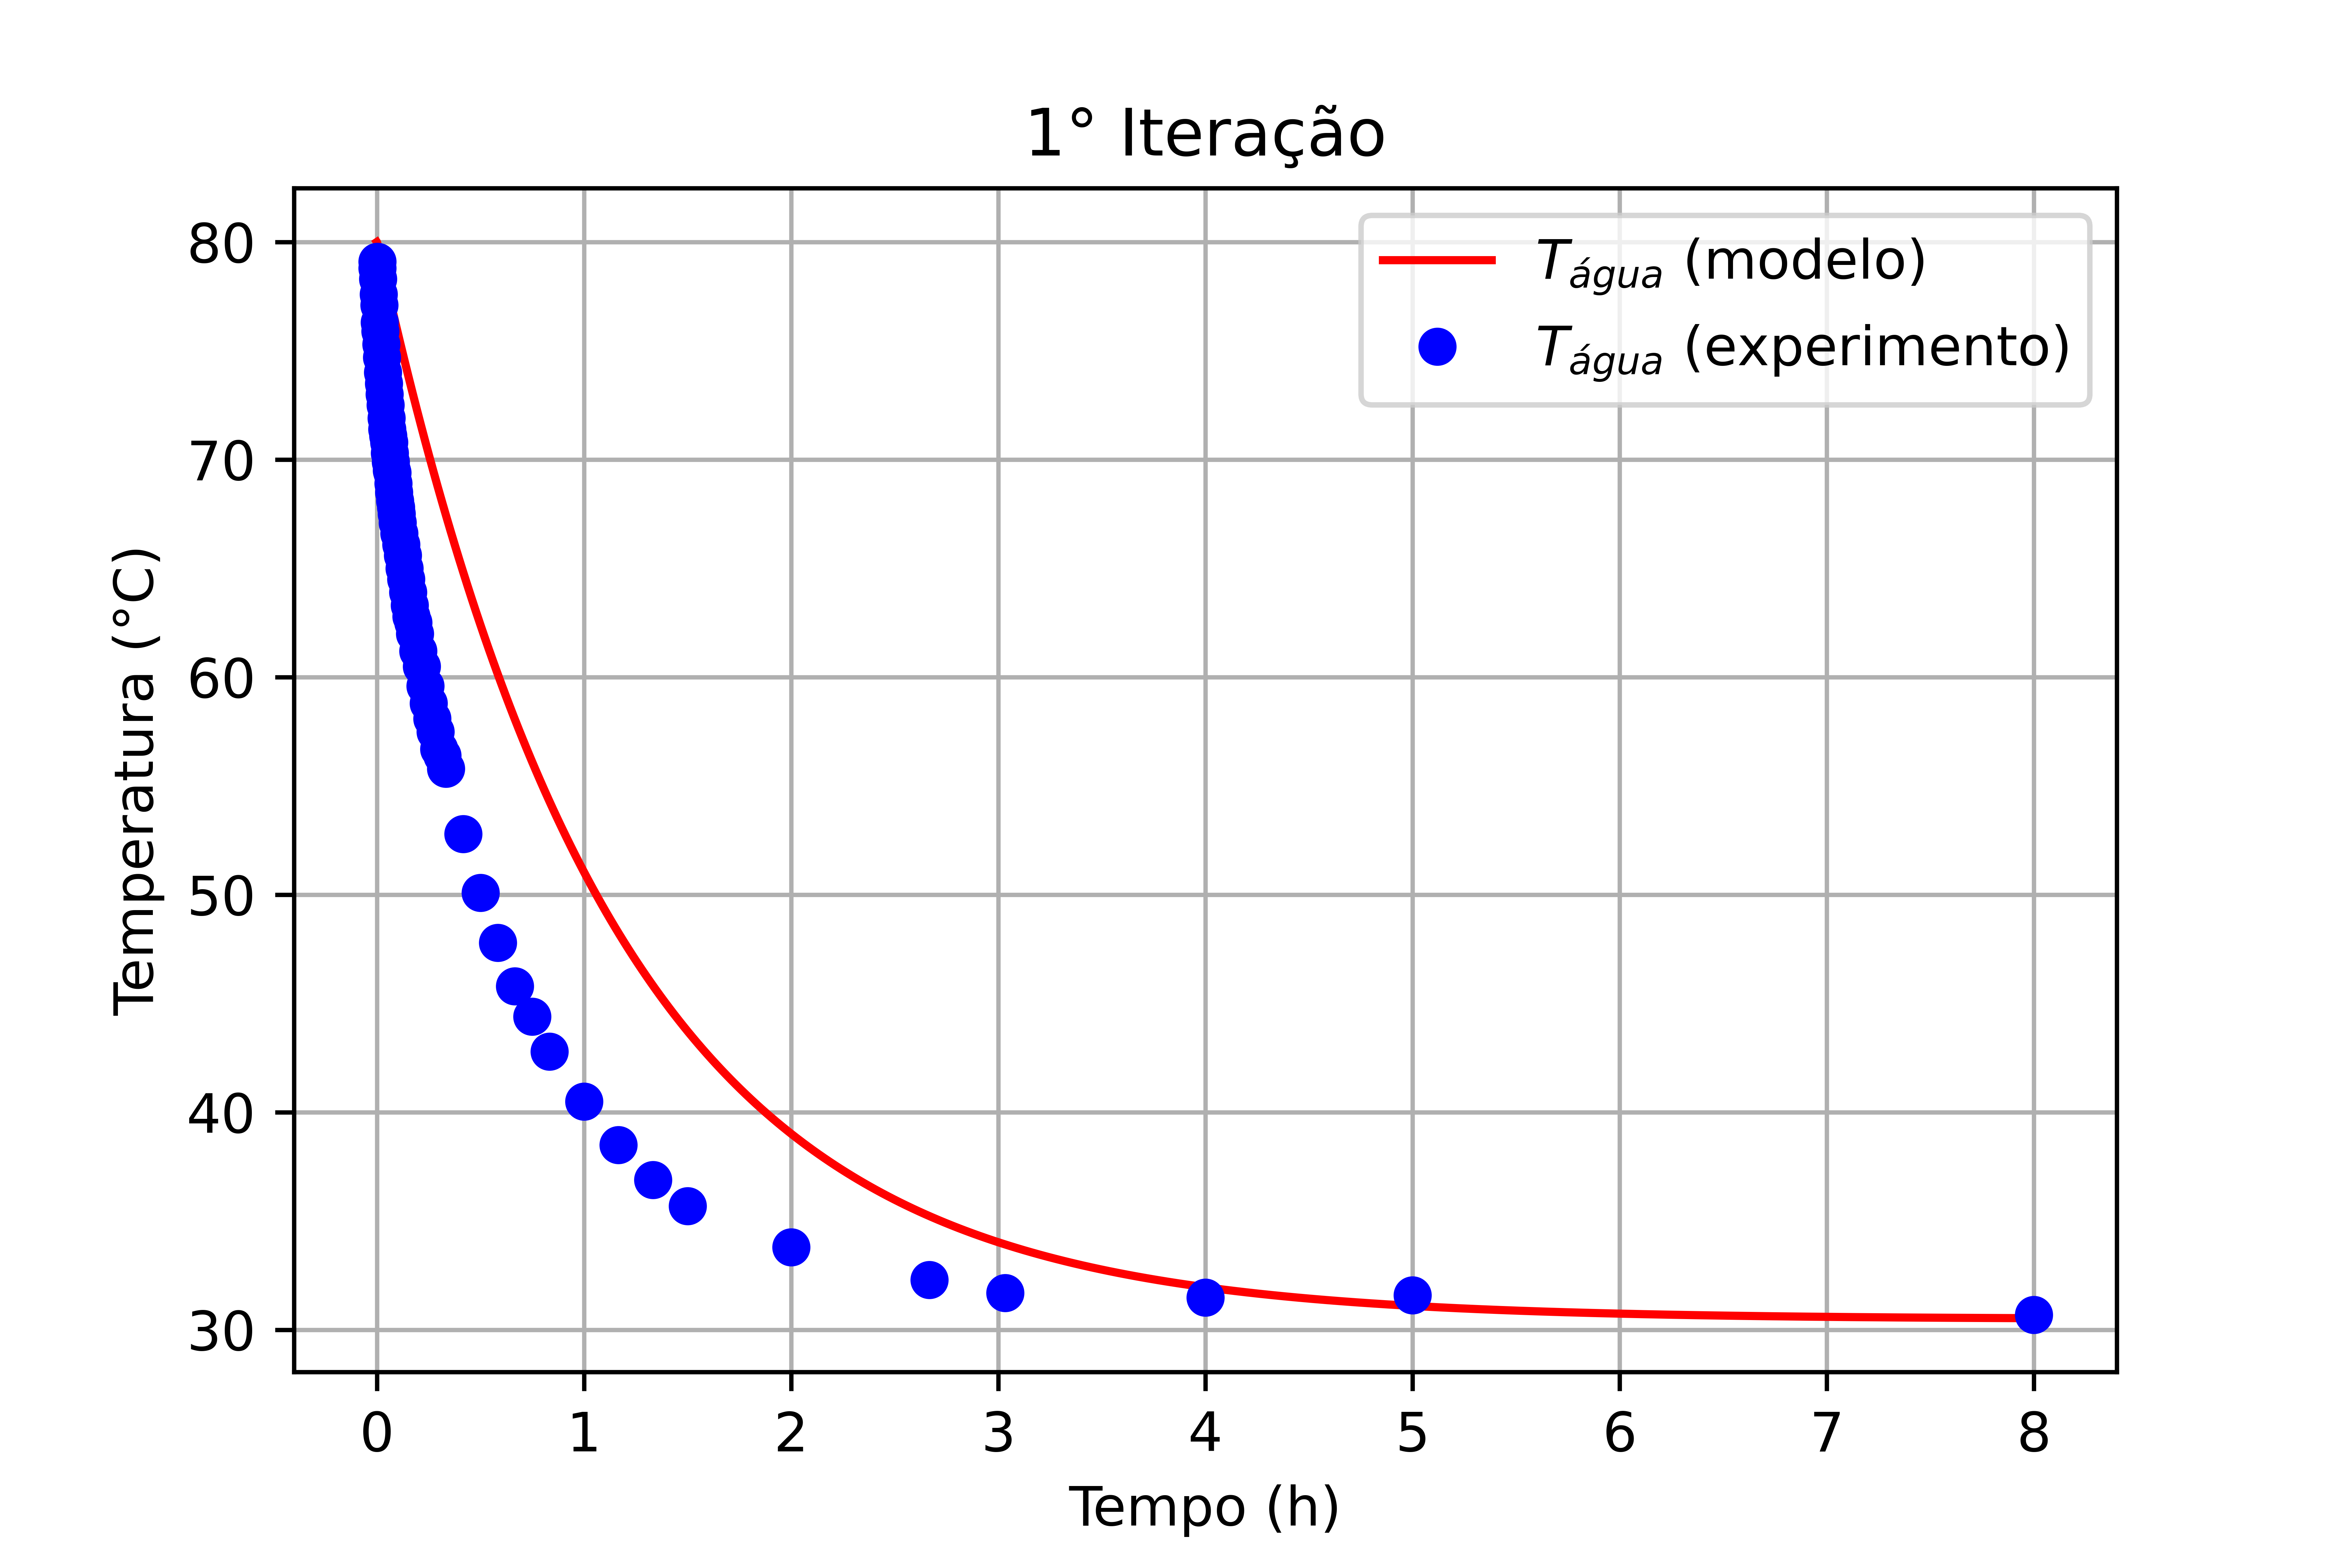 1° Iteração
T_água (modelo)
T_água (experimento)
Temperatura (°C)
80
70
60
50
40
30
0 1 2 3 4 5 6 7 8
Tempo (h)